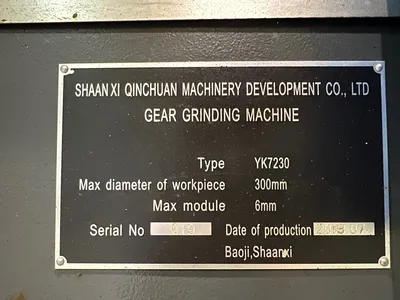 SHAANXI QINCHUAN MACHINERY DEVELOPMENT CO., LTD
GEAR GRINDING MACHINE
Type YK7230
Max diameter of workpiece 300mm
Max module 6mm
Serial No
Date of production
Baoji,Shaanxi